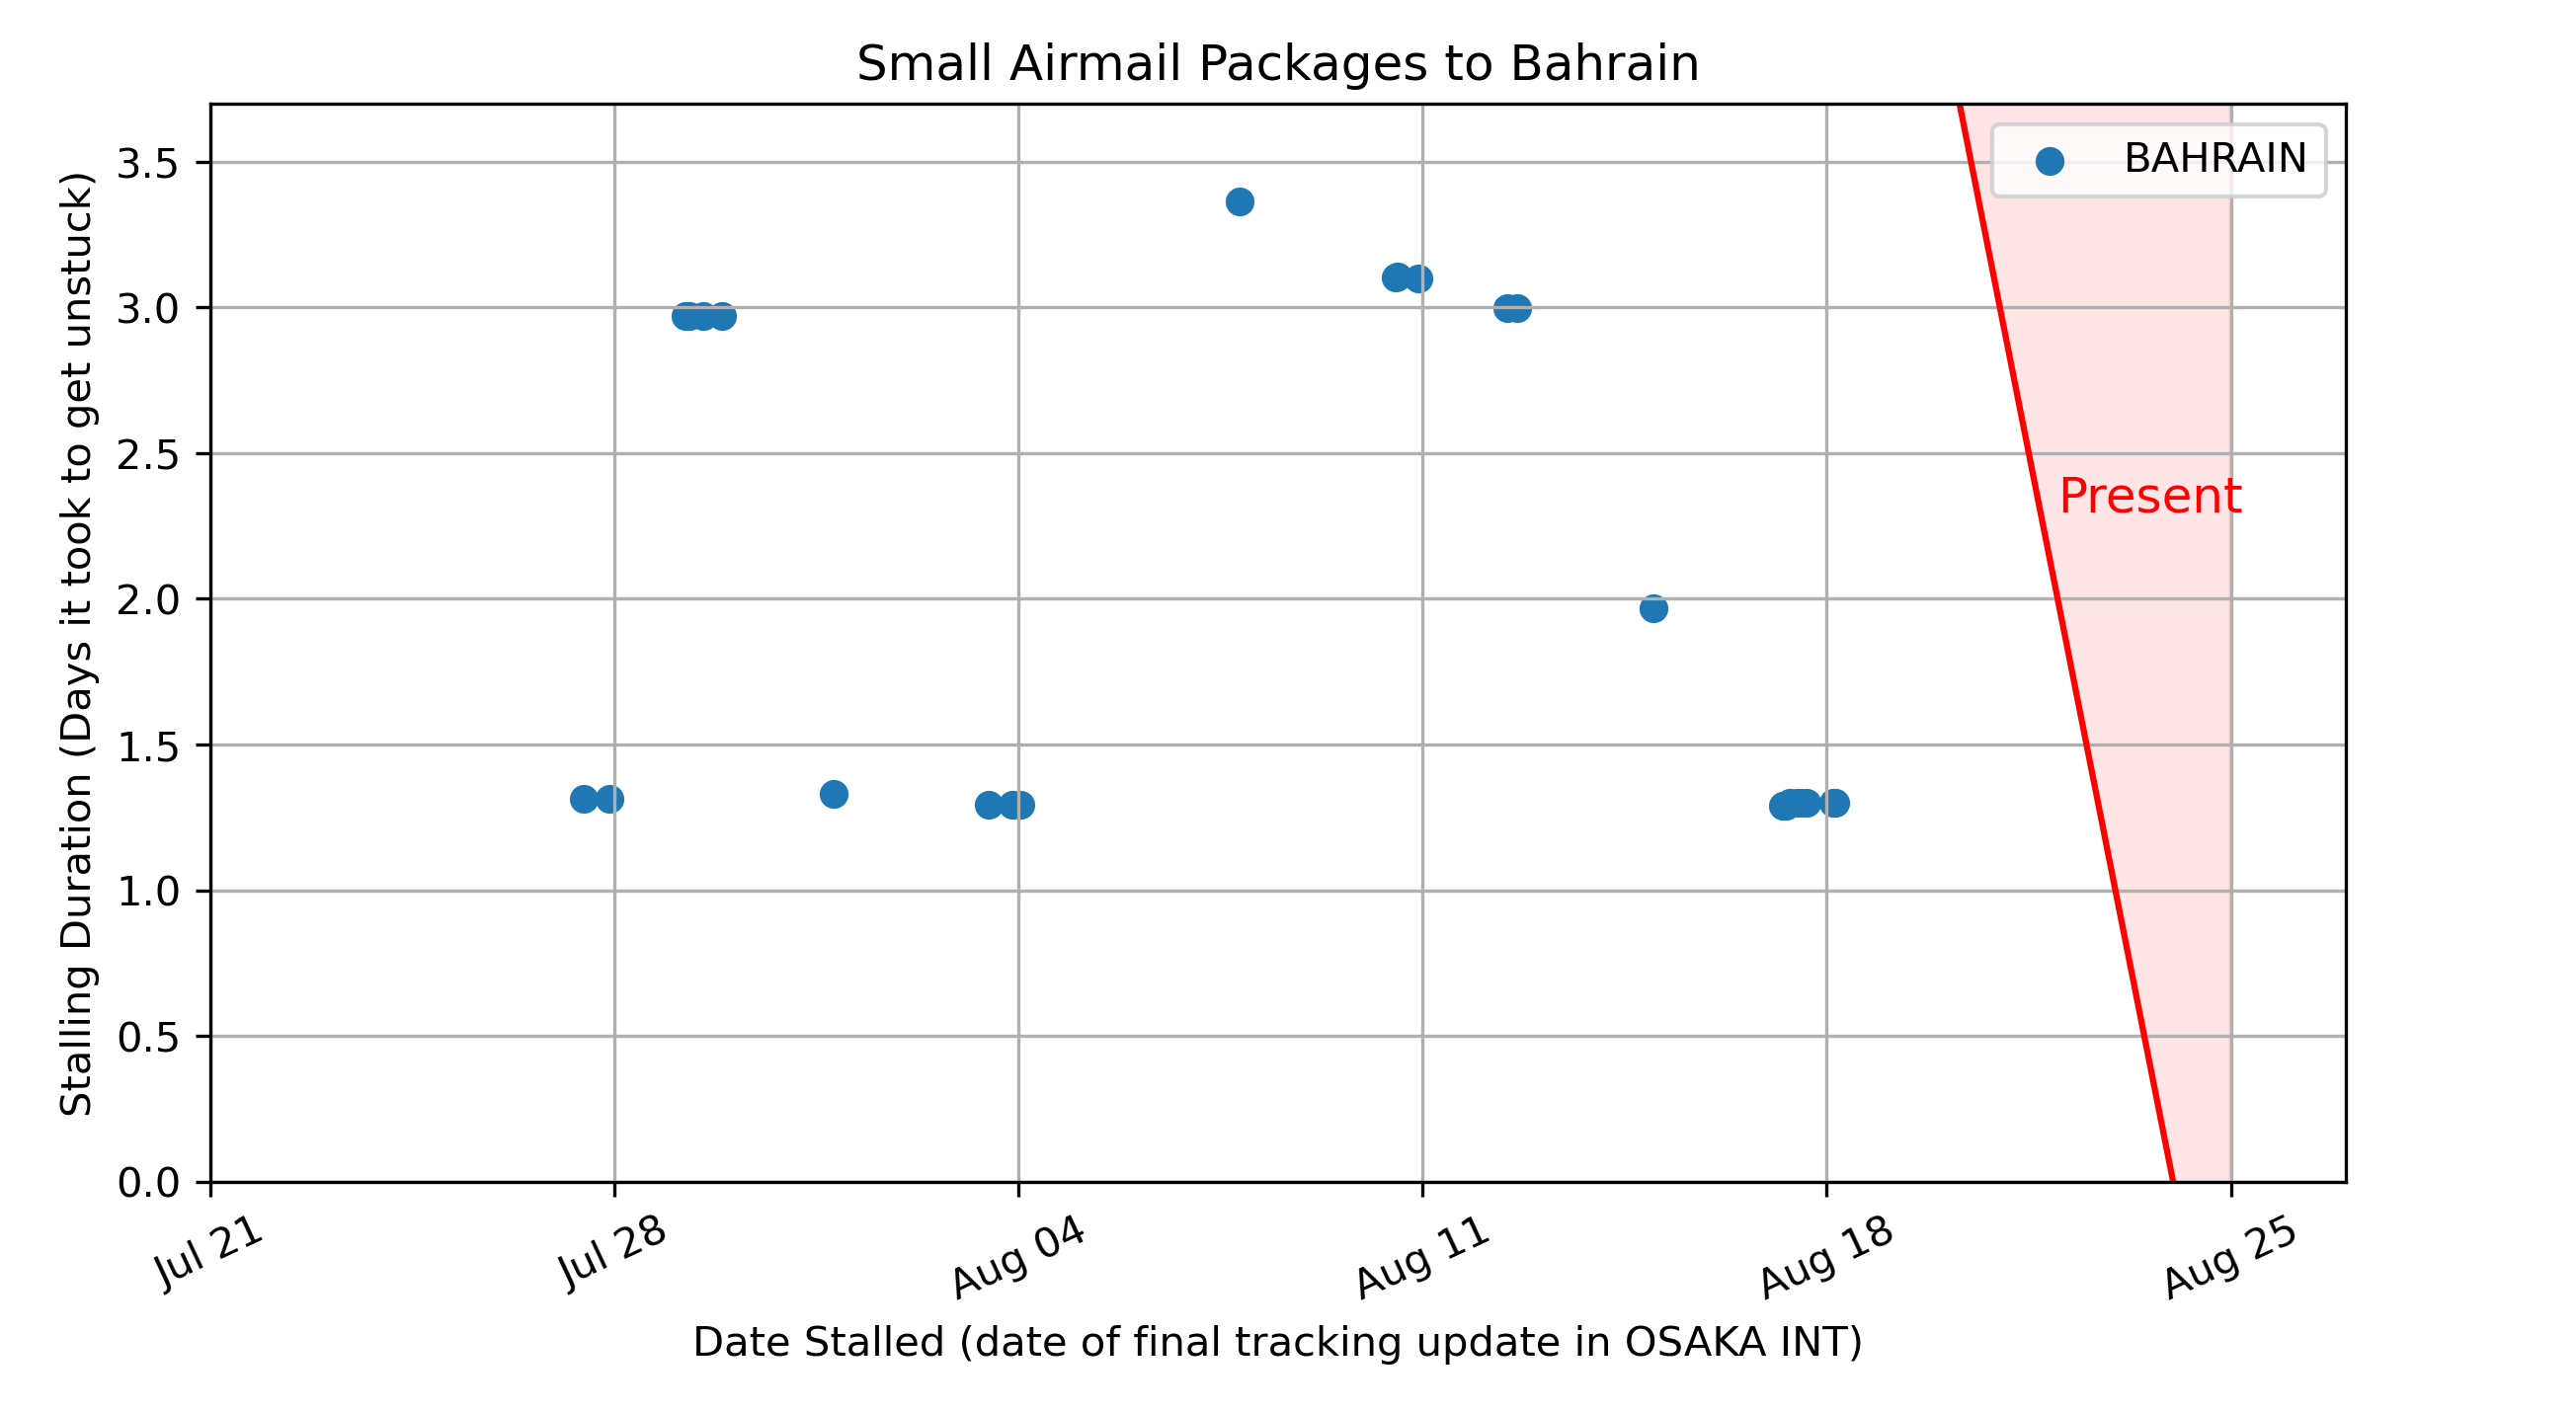 Small Airmail Packages to Bahrain
BAHRAIN
Present
Stalling Duration (Days it took to get unstuck)
3.5
3.0
2.5
2.0
1.5
1.0
0.5
0.0
Jul 21
Jul 28
Aug 04
Aug 11
Aug 18
Aug 25
Date Stalled (date of final tracking update in OSAKA INT)